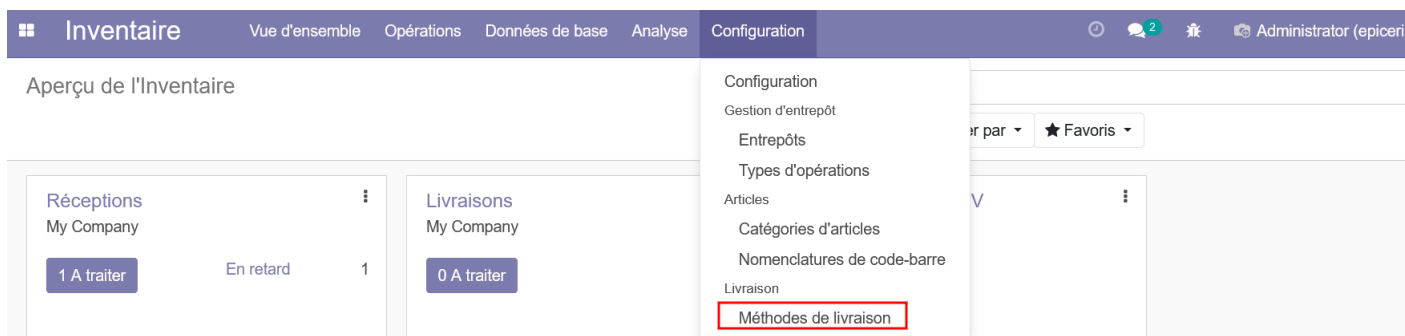 Inventaire Vue d'ensemble Opérations Données de base Analyse Configuration 2 Administrator (epiceri
Aperçu de l'Inventaire
Configuration
Gestion d'entrepôt
Entrepôts
er par Favoris
Types d'opérations
Réceptions
My Company
1 A traiter En retard 1
Livraisons
My Company
0 A traiter
Articles
V
Catégories d'articles
Nomenclatures de code-barre
Livraison
Méthodes de livraison